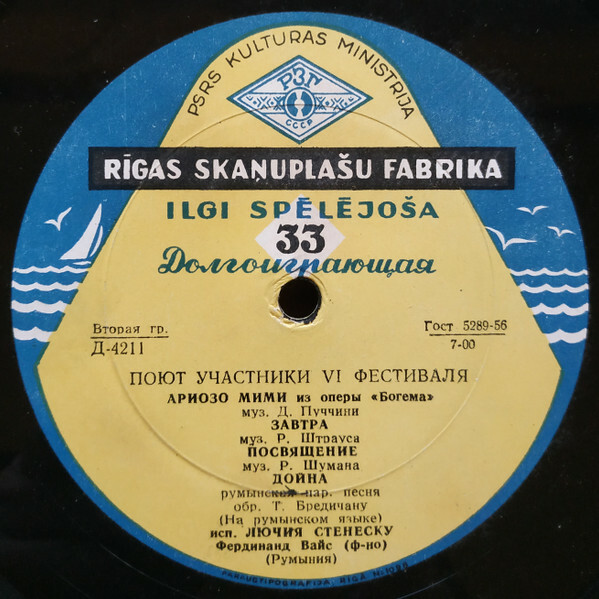 PSRS KULTURAS MINISTRIJA
РЗГ
СССР
RĪGAS SKAŅUPLAŠU FABRIKA
ILGI SPĒLĒJOŠA
33
Долгоиграющая
Вторая гр.
Д-4211
Гост 5289-56
7-00
ПОЮТ УЧАСТНИКИ VI ФЕСТИВАЛЯ
АРИОЗО МИМИ из оперы «Богема»
муз. Д. Пуччини
ЗАВТРА
муз. Р. Штрауса
ПОСВЯЩЕНИЕ
муз. Р. Шумана
ДОЙНА
румынская нар. песня
обр. Т. Бредичану
(На румынском языке)
исп. ЛЮЧИЯ СТЕНЕСКУ
Фердинанд Вайс (ф-но)
(Румыния)
RIGA